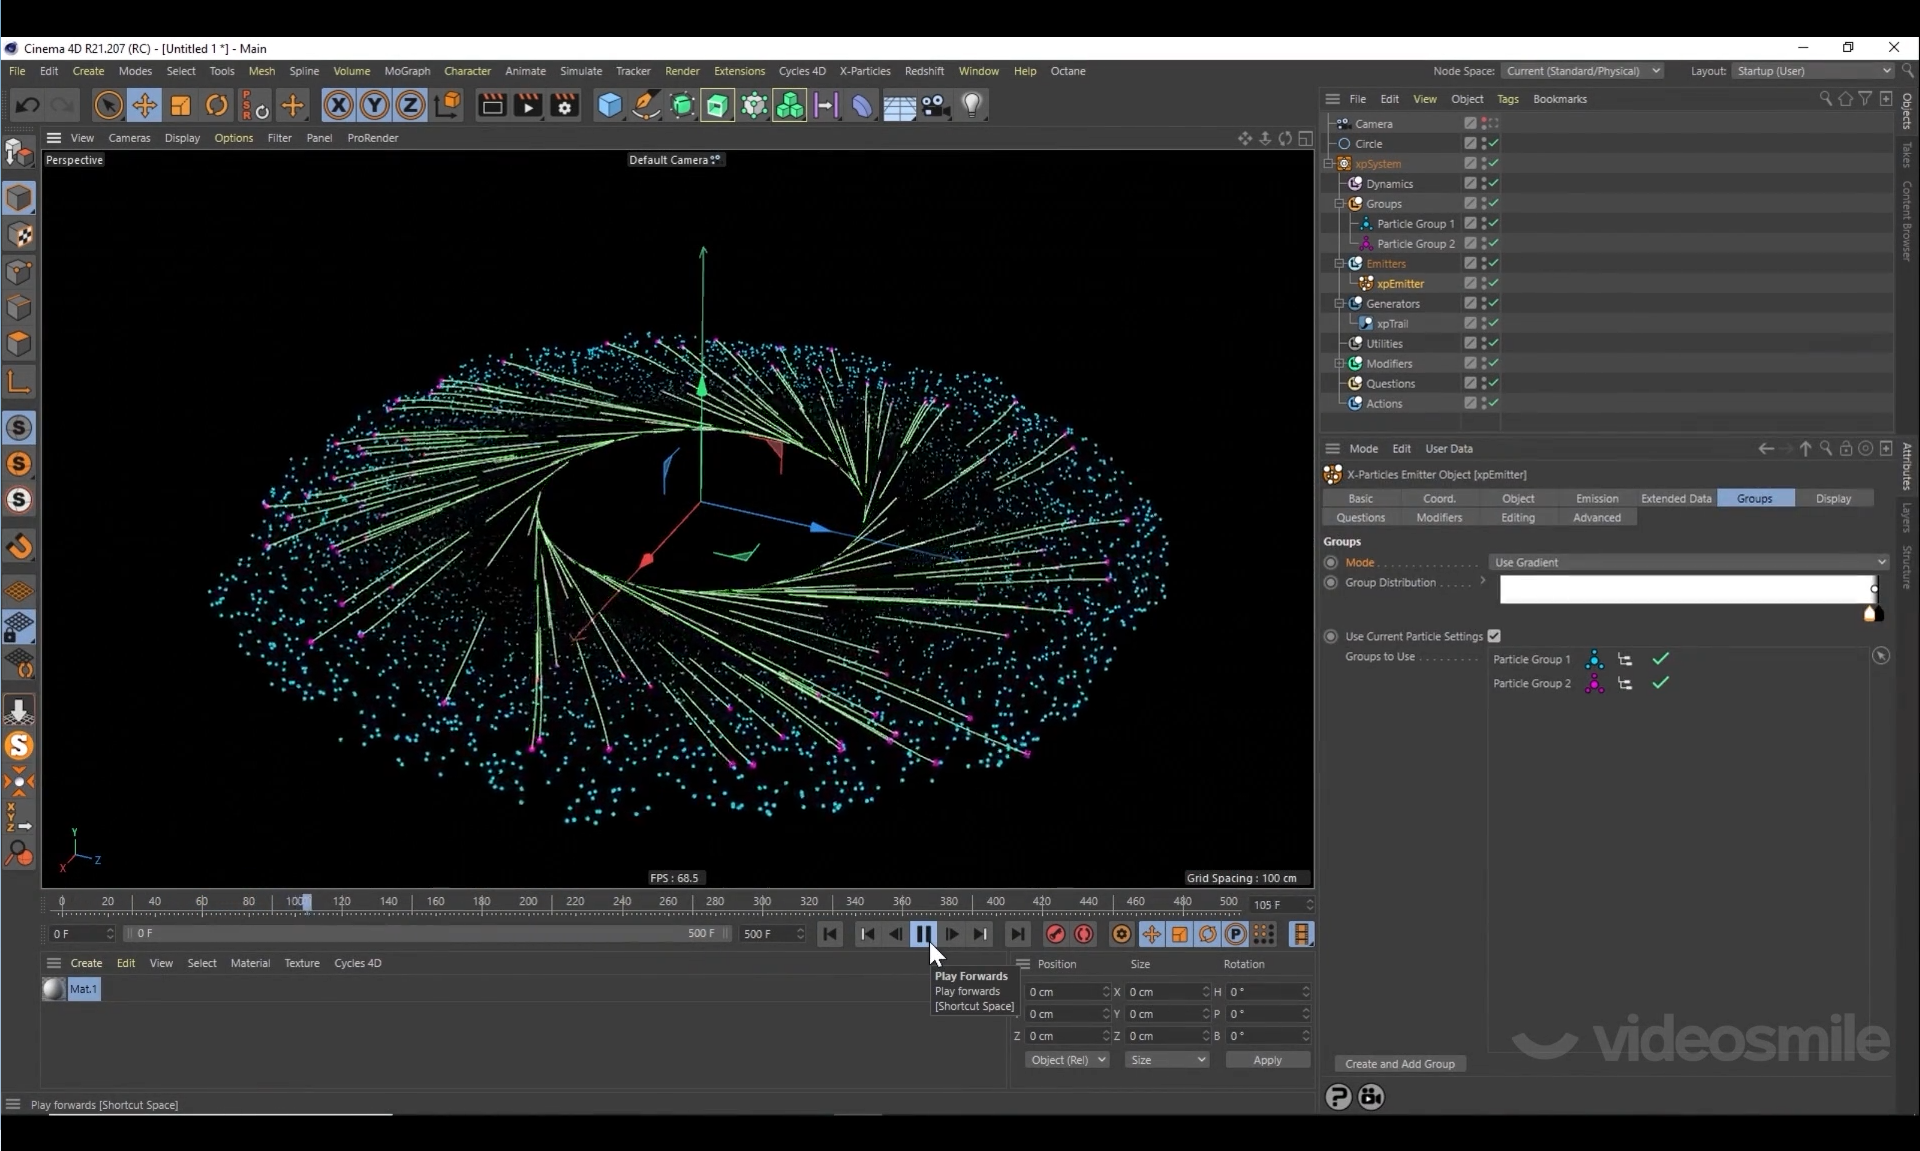 Cinema 4D R21.207 (RC) - [Untitled 1 *] - Main
File Edit Create Modes Select Tools Mesh Spline Volume MoGraph Character Animate Simulate Tracker Render Extensions Cycles 4D X-Particles Redshift Window Help Octane
Node Space: Current (Standard/Physical) Layout: Startup (User)
PSR X Y Z
File Edit View Object Tags Bookmarks
View Cameras Display Options Filter Panel ProRender
Perspective
Default Camera
Camera
Circle
xpSystem
Dynamics
Groups
Particle Group 1
Particle Group 2
Emitters
xpEmitter
Generators
xpTrail
Utilities
Modifiers
Questions
Actions
Objects
Takes
Content Browser
Mode Edit User Data
X-Particles Emitter Object [xpEmitter]
Basic Coord. Object Emission Extended Data Groups Display
Questions Modifiers Editing Advanced
Groups
Mode Use Gradient
Group Distribution
Use Current Particle Settings
Groups to Use
Particle Group 1
Particle Group 2
Attributes
Layers
Structure
Create and Add Group
S
S
S
S
X
Y
Z
Y
X Z
FPS : 68.5
Grid Spacing : 100 cm
0 20 40 60 80 100 120 140 160 180 200 220 240 260 280 300 320 340 360 380 400 420 440 460 480 500 105 F
0 F 0 F 500 F 500 F
P
Create Edit View Select Material Texture Cycles 4D
Mat.1
Play Forwards
Play forwards
[Shortcut Space]
Position Size Rotation
0 cm X 0 cm H 0 °
0 cm Y 0 cm P 0 °
Z 0 cm Z 0 cm B 0 °
Object (Rel) Size Apply
videosmile
?
Play forwards [Shortcut Space]